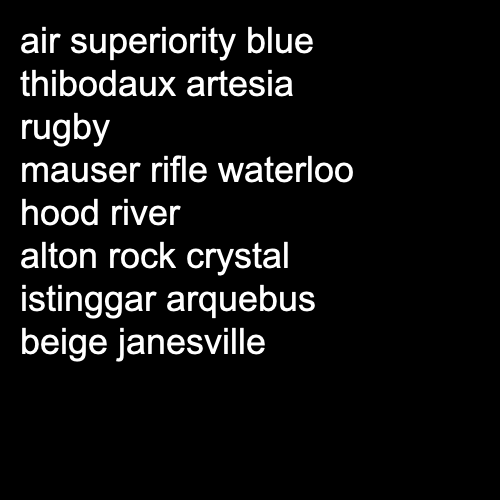 air superiority blue
thibodaux artesia
rugby
mauser rifle waterloo
hood river
alton rock crystal
istinggar arquebus
beige janesville